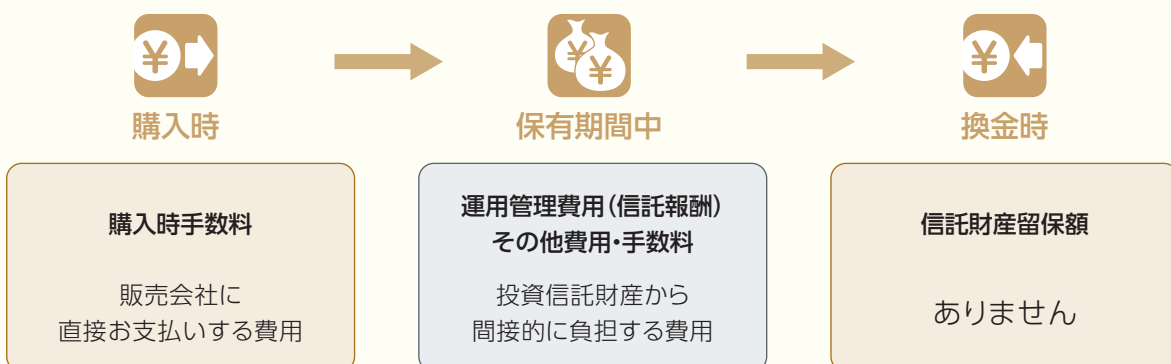 購入時
保有期間中
換金時
購入時手数料
販売会社に
直接お支払いする費用
運用管理費用(信託報酬)
その他費用・手数料
投資信託財産から
間接的に負担する費用
信託財産留保額
ありません